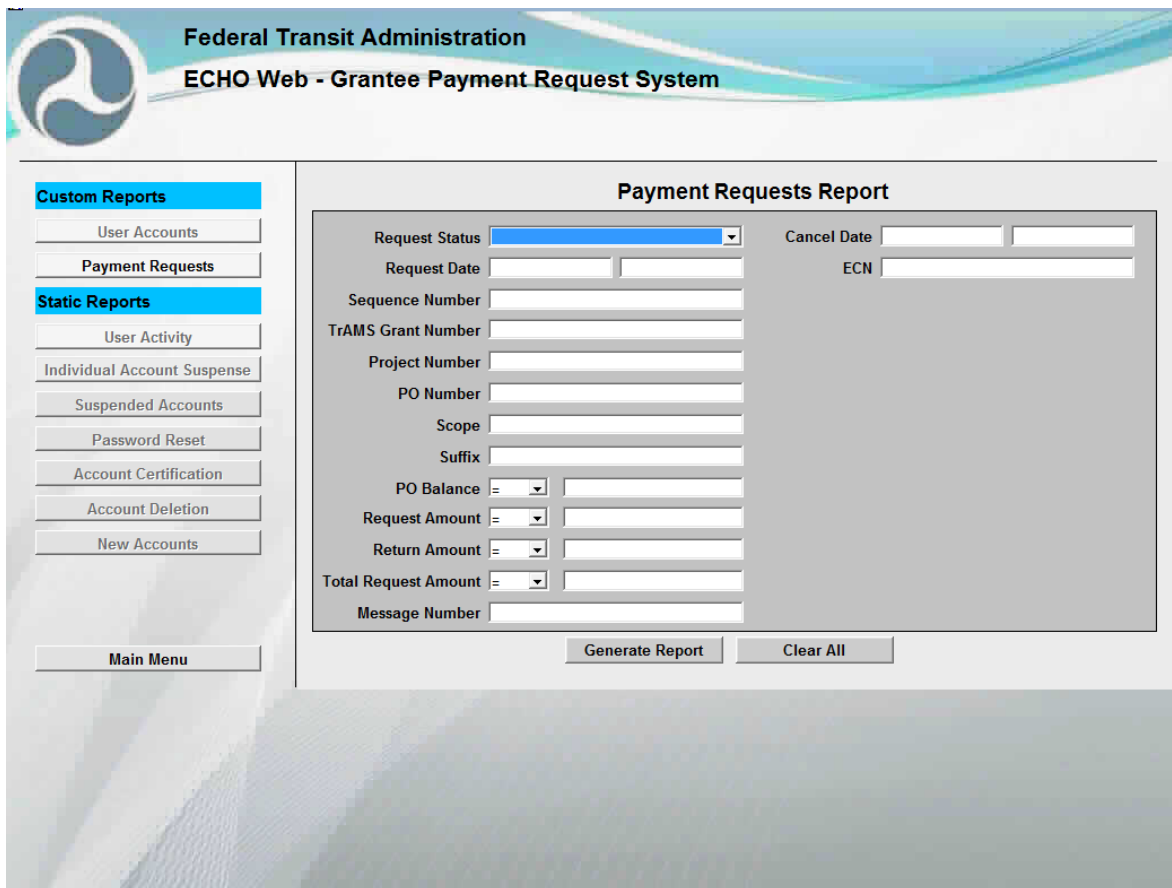 Federal Transit Administration
ECHO Web - Grantee Payment Request System
Custom Reports
User Accounts
Payment Requests
Static Reports
User Activity
Individual Account Suspense
Suspended Accounts
Password Reset
Account Certification
Account Deletion
New Accounts
Main Menu
Payment Requests Report
Request Status
Request Date
Sequence Number
TrAMS Grant Number
Project Number
PO Number
Scope
Suffix
PO Balance =
Request Amount =
Return Amount =
Total Request Amount =
Message Number
Cancel Date
ECN
Generate Report
Clear All